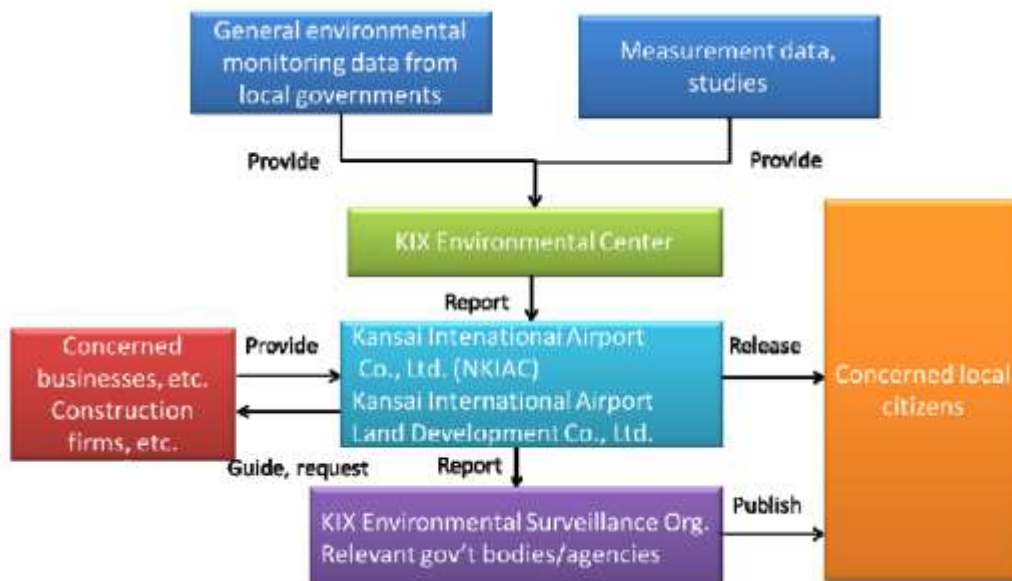 General environmental
monitoring data from
local governments
Measurement data,
studies
Provide
Provide
KIX Environmental Center
Report
Concerned
businesses, etc.
Construction
firms, etc.
Provide
Kansai Intenational Airport
Co., Ltd. (NKIAC)
Kansai International Airport
Land Development Co., Ltd.
Release
Concerned local
citizens
Guide, request
Report
KIX Environmental Surveillance Org.
Relevant gov't bodies/agencies
Publish